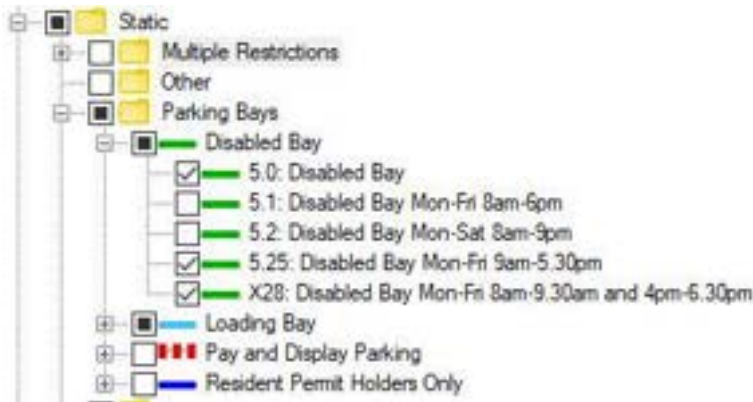 Static
Multiple Restrictions
Other
Parking Bays
Disabled Bay
5.0: Disabled Bay
5.1: Disabled Bay Mon-Fri 8am-6pm
5.2: Disabled Bay Mon-Sat 8am-9pm
5.25: Disabled Bay Mon-Fri 9am-5.30pm
X28: Disabled Bay Mon-Fri 8am-9.30am and 4pm-6.30pm
Loading Bay
Pay and Display Parking
Resident Permit Holders Only